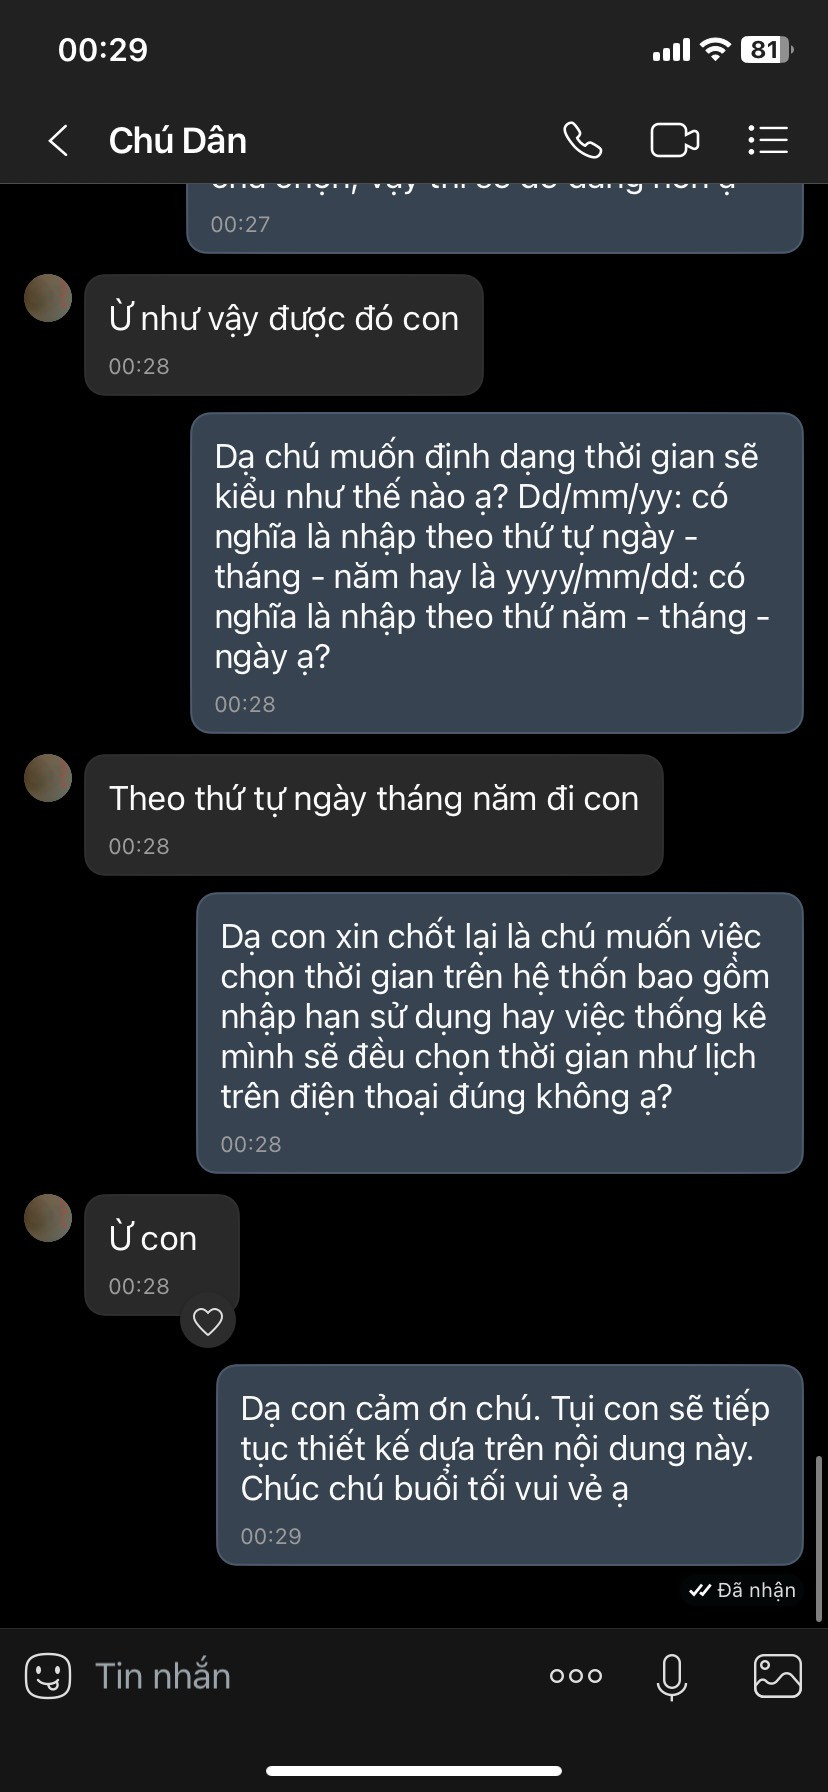 00:29
81
Chú Dân
00:27
Ừ như vậy được đó con
00:28
Dạ chú muốn định dạng thời gian sẽ
kiểu như thế nào ạ? Dd/mm/yy: có
nghĩa là nhập theo thứ tự ngày -
tháng - năm hay là yyyy/mm/dd: có
nghĩa là nhập theo thứ năm - tháng -
ngày ạ?
00:28
Theo thứ tự ngày tháng năm đi con
00:28
Dạ con xin chốt lại là chú muốn việc
chọn thời gian trên hệ thốn bao gồm
nhập hạn sử dụng hay việc thống kê
mình sẽ đều chọn thời gian như lịch
trên điện thoại đúng không ạ?
00:28
Ừ con
00:28
Dạ con cảm ơn chú. Tụi con sẽ tiếp
tục thiết kế dựa trên nội dung này.
Chúc chú buổi tối vui vẻ ạ
00:29
Đã nhận
Tin nhắn